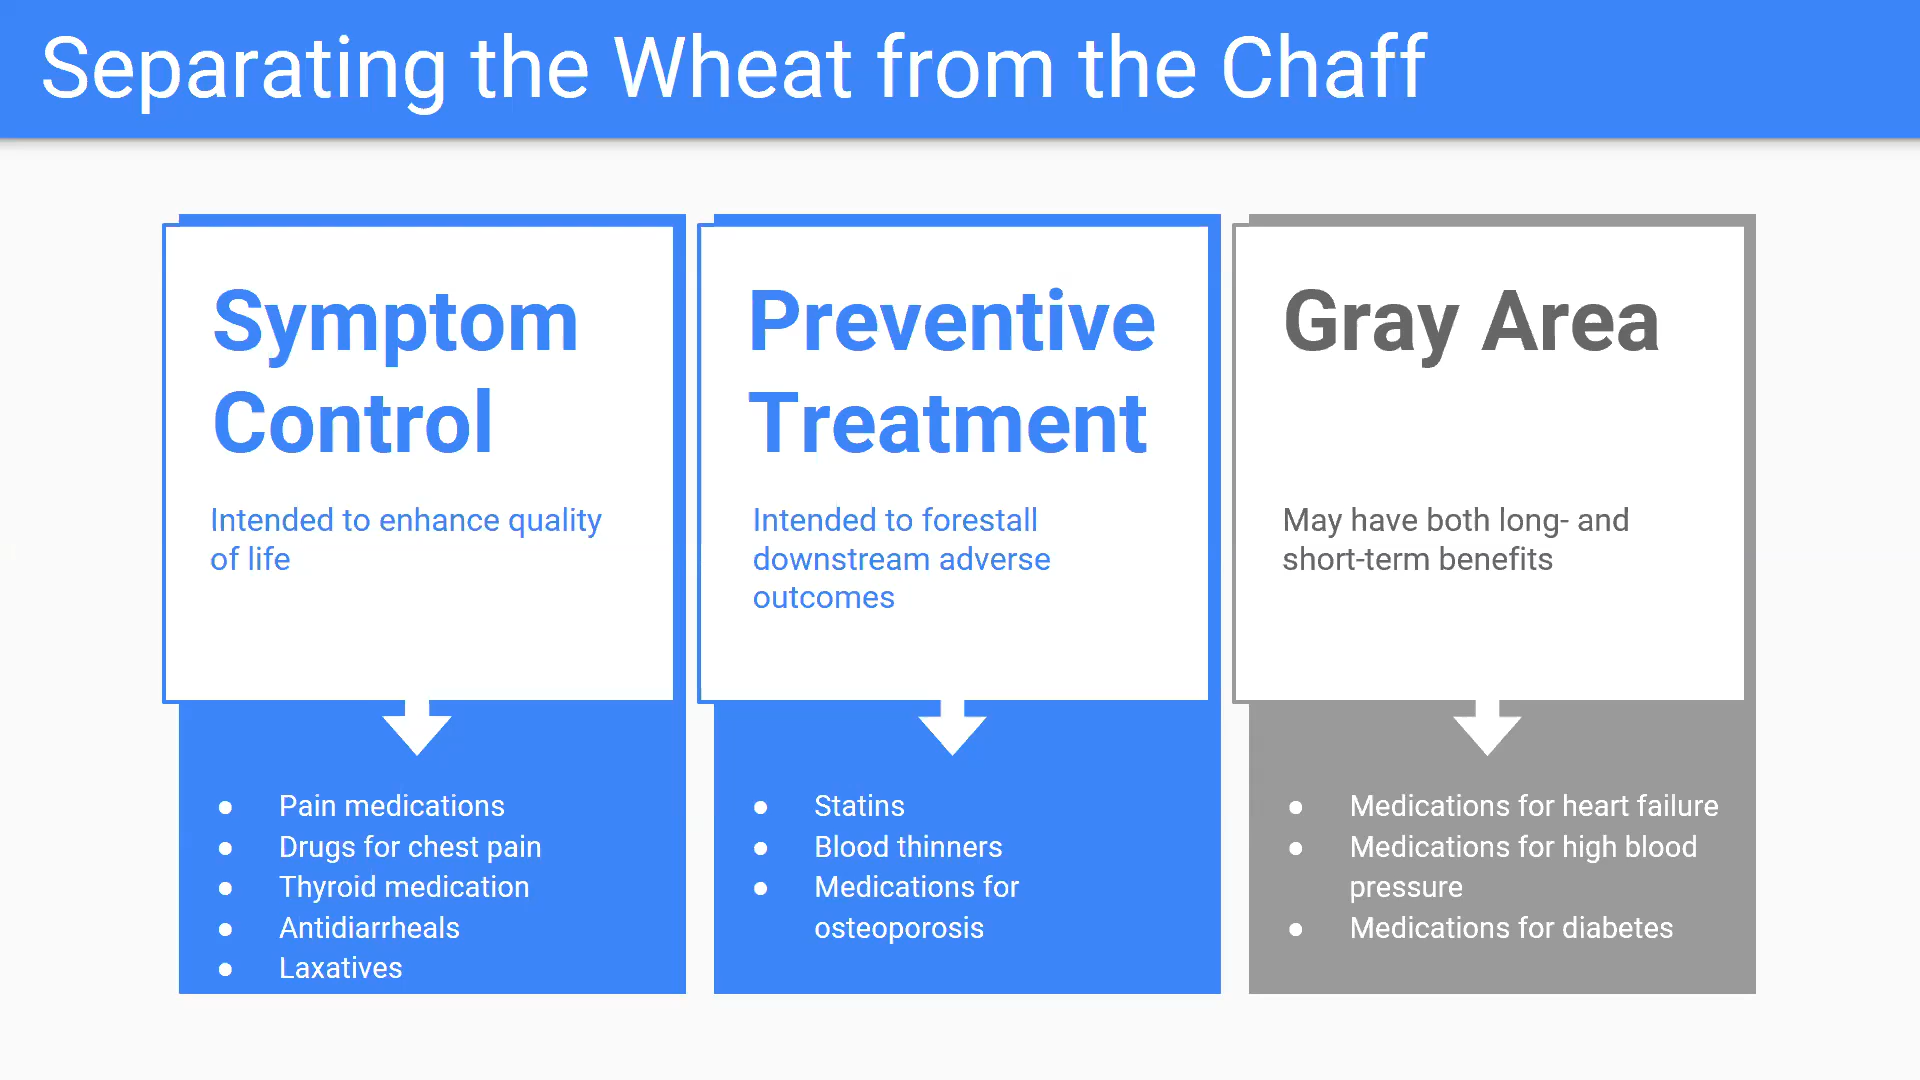 Separating the Wheat from the Chaff
Symptom
Control
Intended to enhance quality
of life
● Pain medications
● Drugs for chest pain
● Thyroid medication
● Antidiarrheals
● Laxatives
Preventive
Treatment
Intended to forestall
downstream adverse
outcomes
● Statins
● Blood thinners
● Medications for
osteoporosis
Gray Area
May have both long- and
short-term benefits
● Medications for heart failure
● Medications for high blood
pressure
● Medications for diabetes